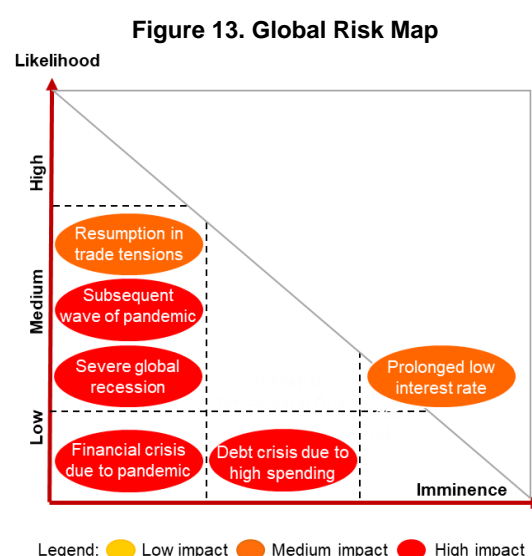 Figure 13. Global Risk Map
Likelihood
High
Medium
Low
Resumption in
trade tensions
Subsequent
wave of pandemic
Severe global
recession
Prolonged low
interest rate
Financial crisis
due to pandemic
Debt crisis due to
high spending
Imminence
Legend: Low impact Medium impact High impact